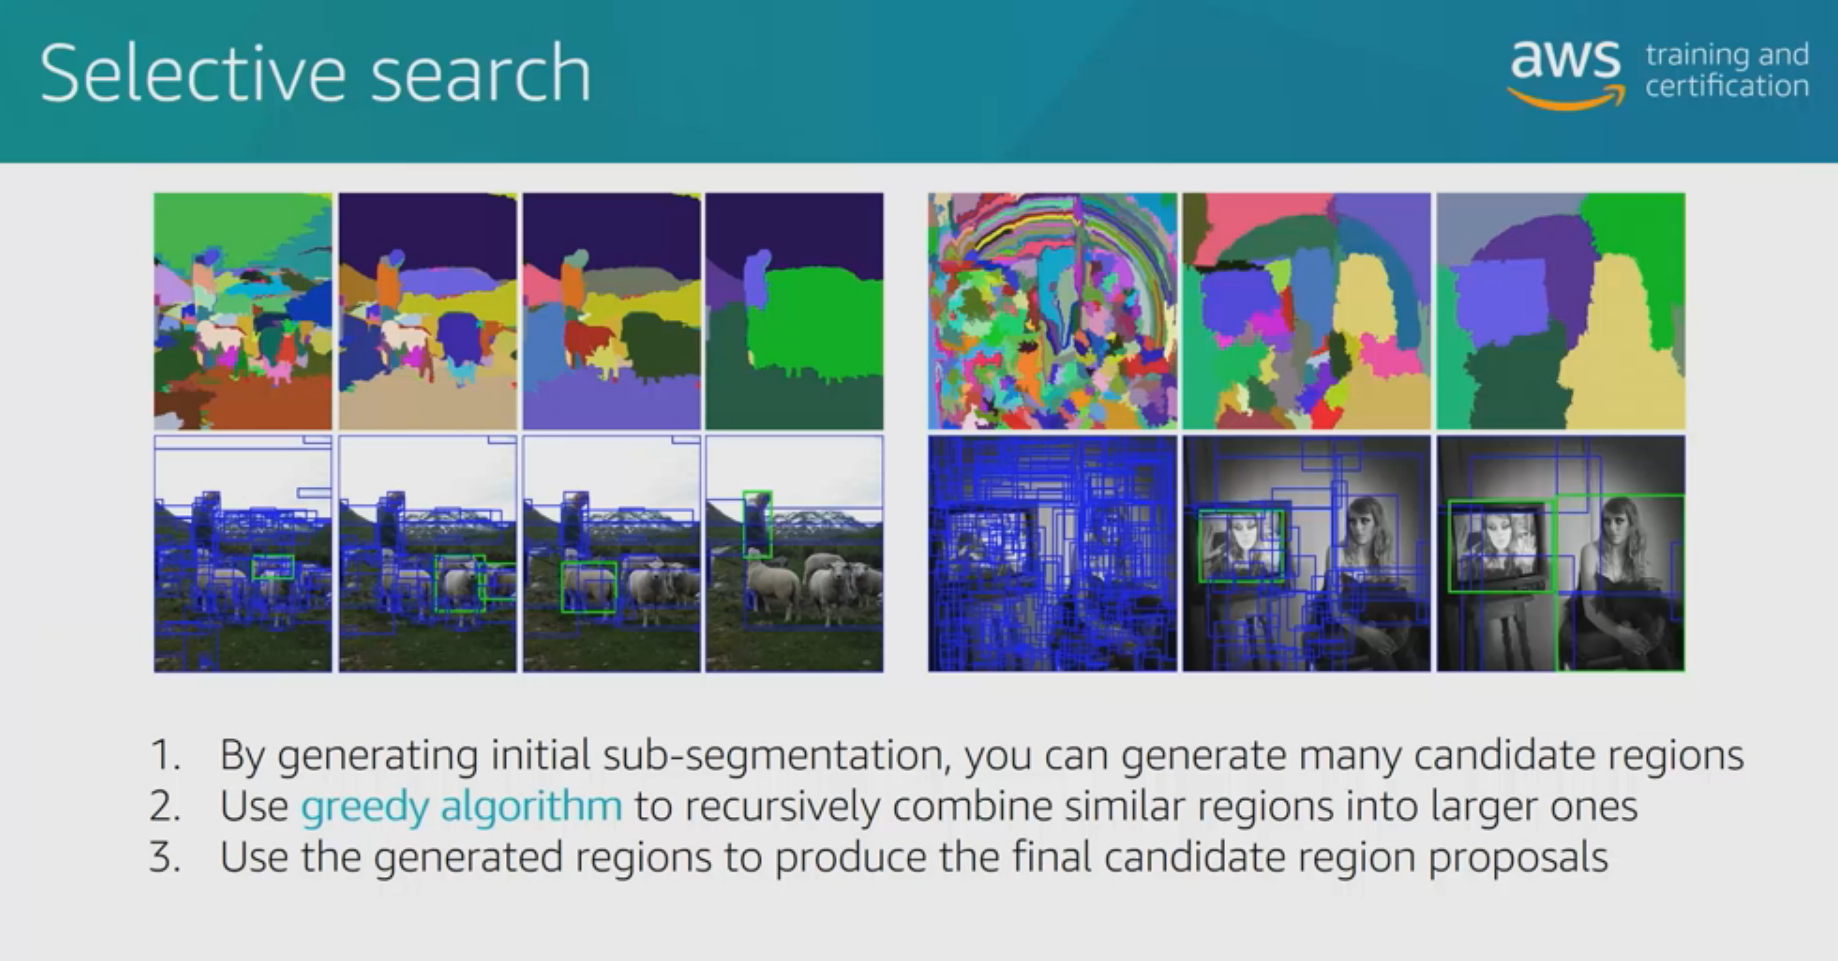 Selective search
aws training and
certification
1. By generating initial sub-segmentation, you can generate many candidate regions
2. Use greedy algorithm to recursively combine similar regions into larger ones
3. Use the generated regions to produce the final candidate region proposals